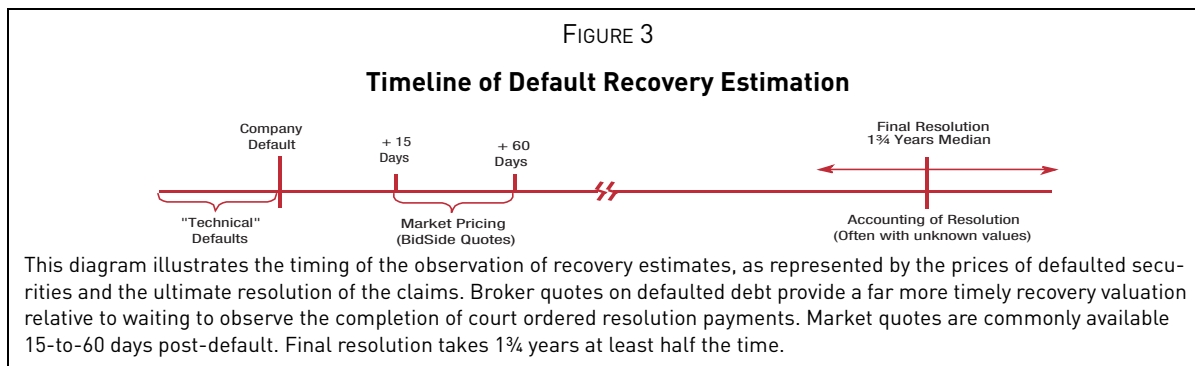 FIGURE 3
Timeline of Default Recovery Estimation
Company
Default
+ 15
Days
+ 60
Days
Final Resolution
1¾ Years Median
"Technical"
Defaults
Market Pricing
(BidSide Quotes)
Accounting of Resolution
(Often with unknown values)
This diagram illustrates the timing of the observation of recovery estimates, as represented by the prices of defaulted secu-
rities and the ultimate resolution of the claims. Broker quotes on defaulted debt provide a far more timely recovery valuation
relative to waiting to observe the completion of court ordered resolution payments. Market quotes are commonly available
15-to-60 days post-default. Final resolution takes 1¾ years at least half the time.